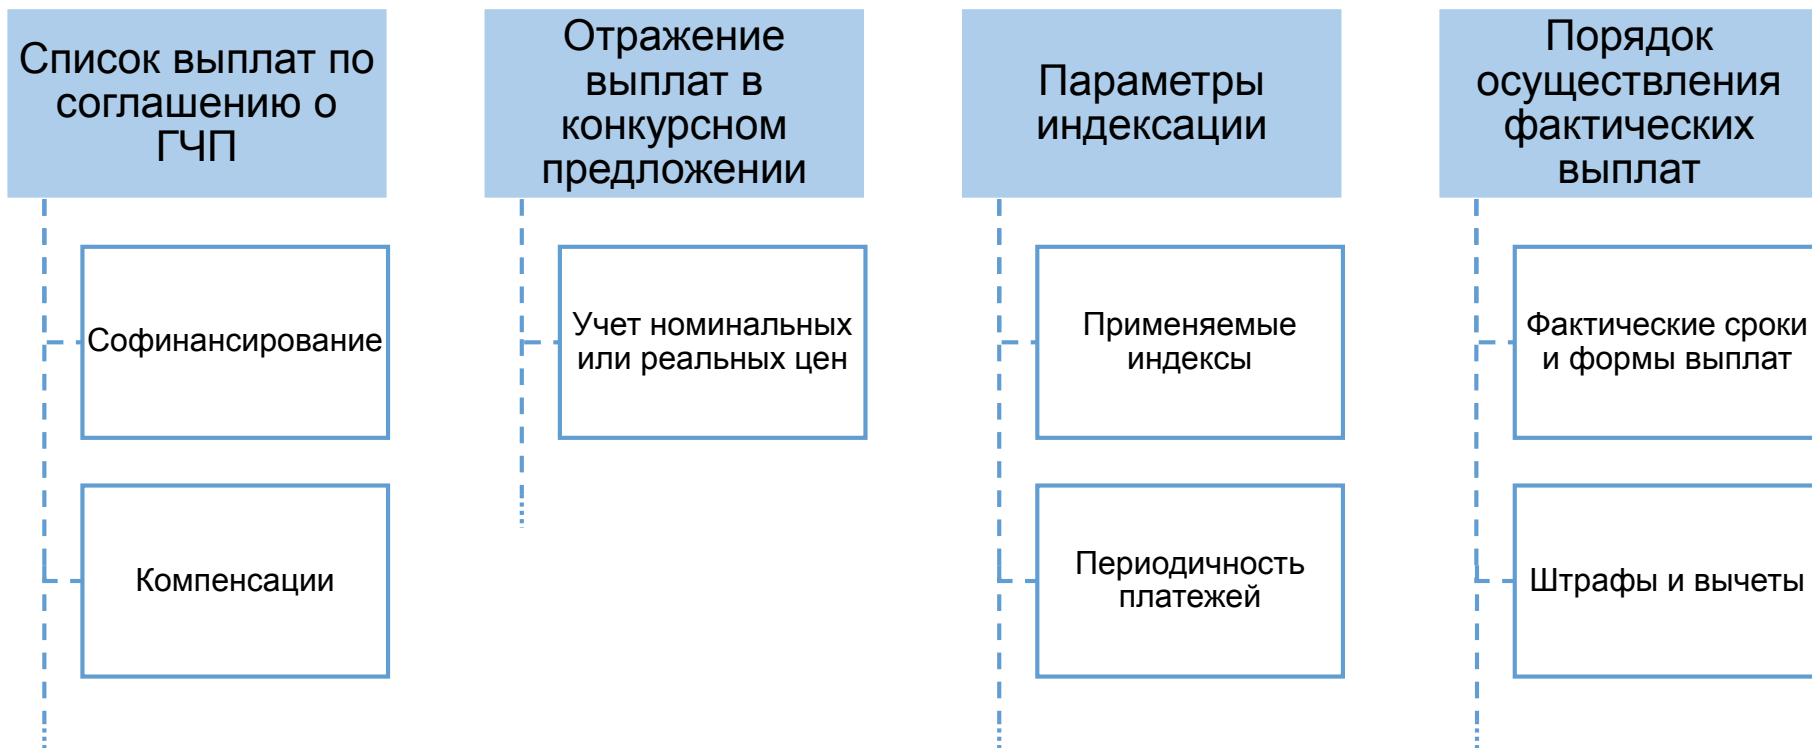 Список выплат по
соглашению о
ГЧП
Софинансирование
Компенсации
Отражение
выплат в
конкурсном
предложении
Учет номинальных
или реальных цен
Параметры
индексации
Применяемые
индексы
Периодичность
платежей
Порядок
осуществления
фактических
выплат
Фактические сроки
и формы выплат
Штрафы и вычеты